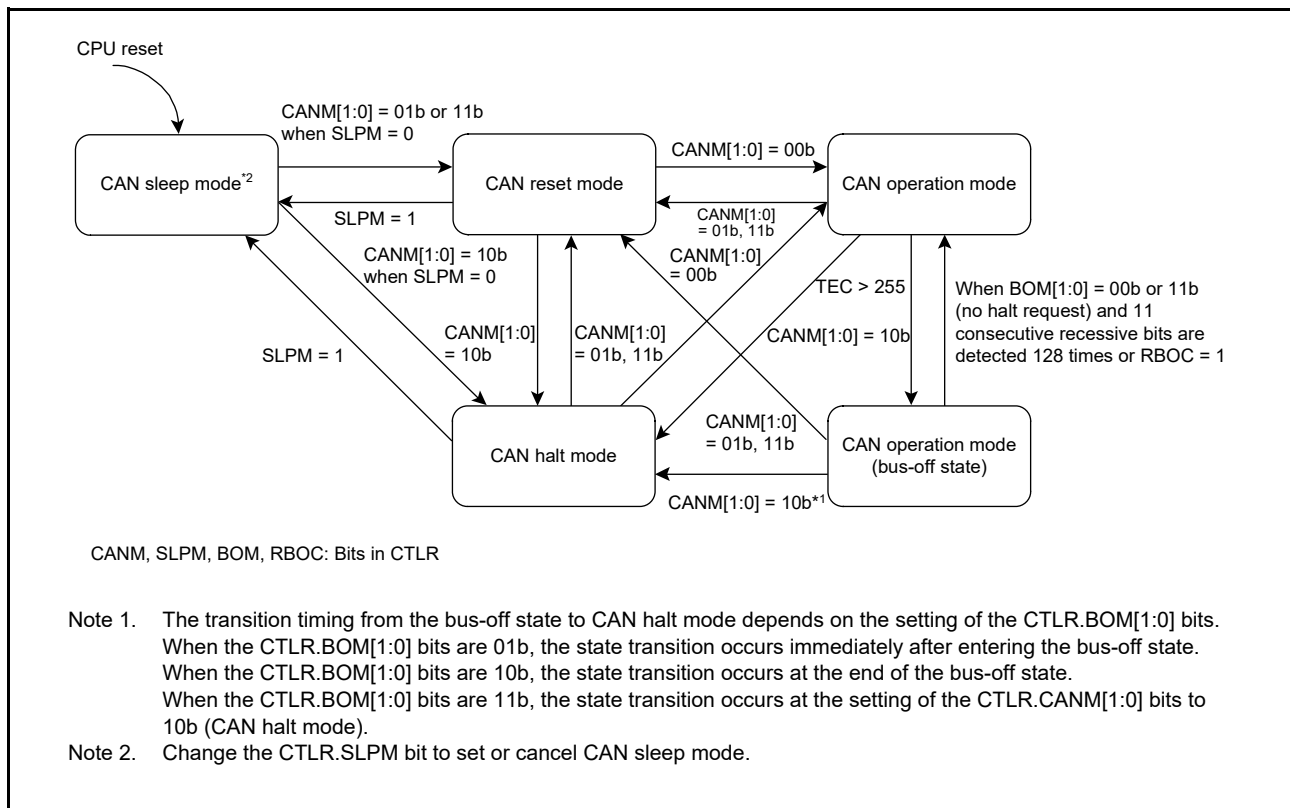 CPU reset
CANM[1:0] = 01b or 11b
when SLPM = 0
CANM[1:0] = 00b
CAN sleep mode*2
CAN reset mode
CAN operation mode
SLPM = 1
CANM[1:0]
= 01b, 11b
CANM[1:0] = 10b
when SLPM = 0
CANM[1:0]
= 00b
TEC > 255
When BOM[1:0] = 00b or 11b
(no halt request) and 11
consecutive recessive bits are
detected 128 times or RBOC = 1
SLPM = 1
CANM[1:0]
= 10b
CANM[1:0]
= 01b, 11b
CANM[1:0] = 10b
CANM[1:0]
= 01b, 11b
CAN halt mode
CAN operation mode
(bus-off state)
CANM[1:0] = 10b*1
CANM, SLPM, BOM, RBOC: Bits in CTLR
Note 1. The transition timing from the bus-off state to CAN halt mode depends on the setting of the CTLR.BOM[1:0] bits.
When the CTLR.BOM[1:0] bits are 01b, the state transition occurs immediately after entering the bus-off state.
When the CTLR.BOM[1:0] bits are 10b, the state transition occurs at the end of the bus-off state.
When the CTLR.BOM[1:0] bits are 11b, the state transition occurs at the setting of the CTLR.CANM[1:0] bits to
10b (CAN halt mode).
Note 2. Change the CTLR.SLPM bit to set or cancel CAN sleep mode.